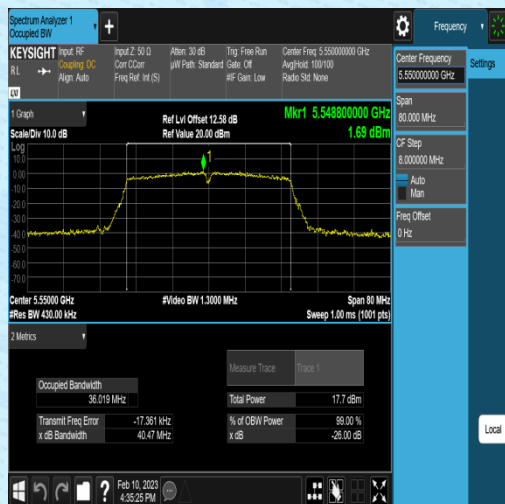 Spectrum Analyzer 1
Occupied BW
Frequency
KEYSIGHT
Input: RF
Coupling: DC
Align: Auto
R L
Input Z: 50 Ω
Corr CCorr
Freq Ref: Int (S)
Atten: 30 dB
µW Path: Standard
Trig: Free Run
Gate: Off
#IF Gain: Low
Center Freq: 5.550000000 GHz
Avg|Hold: 100/100
Radio Std: None
Center Frequency
5.550000000 GHz
Settings
Span
80.000 MHz
CF Step
8.000000 MHz
Auto
Man
Freq Offset
0 Hz
Local
1 Graph
Scale/Div 10.0 dB
Ref Lvl Offset 12.58 dB
Ref Value 20.00 dBm
Mkr1 5.548800000 GHz
1.69 dBm
Log
10.0
0.00
-10.0
-20.0
-30.0
-40.0
-50.0
-60.0
-70.0
1
Center 5.55000 GHz
#Res BW 430.00 kHz
#Video BW 1.3000 MHz
Span 80 MHz
Sweep 1.00 ms (1001 pts)
2 Metrics
Measure Trace
Trace 1
Occupied Bandwidth
36.019 MHz
Total Power
17.7 dBm
Transmit Freq Error
-17.361 kHz
% of OBW Power
99.00 %
x dB Bandwidth
40.47 MHz
x dB
-26.00 dB
?
Feb 10, 2023
4:35:25 PM